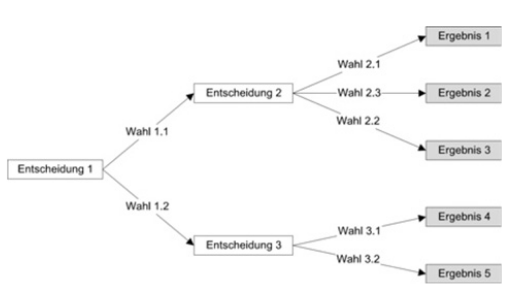 Ergebnis 1
Wahl 2.1
Entscheidung 2
Wahl 2.3
Ergebnis 2
Wahl 2.2
Wahl 1.1
Ergebnis 3
Entscheidung 1
Wahl 1.2
Ergebnis 4
Wahl 3.1
Entscheidung 3
Wahl 3.2
Ergebnis 5